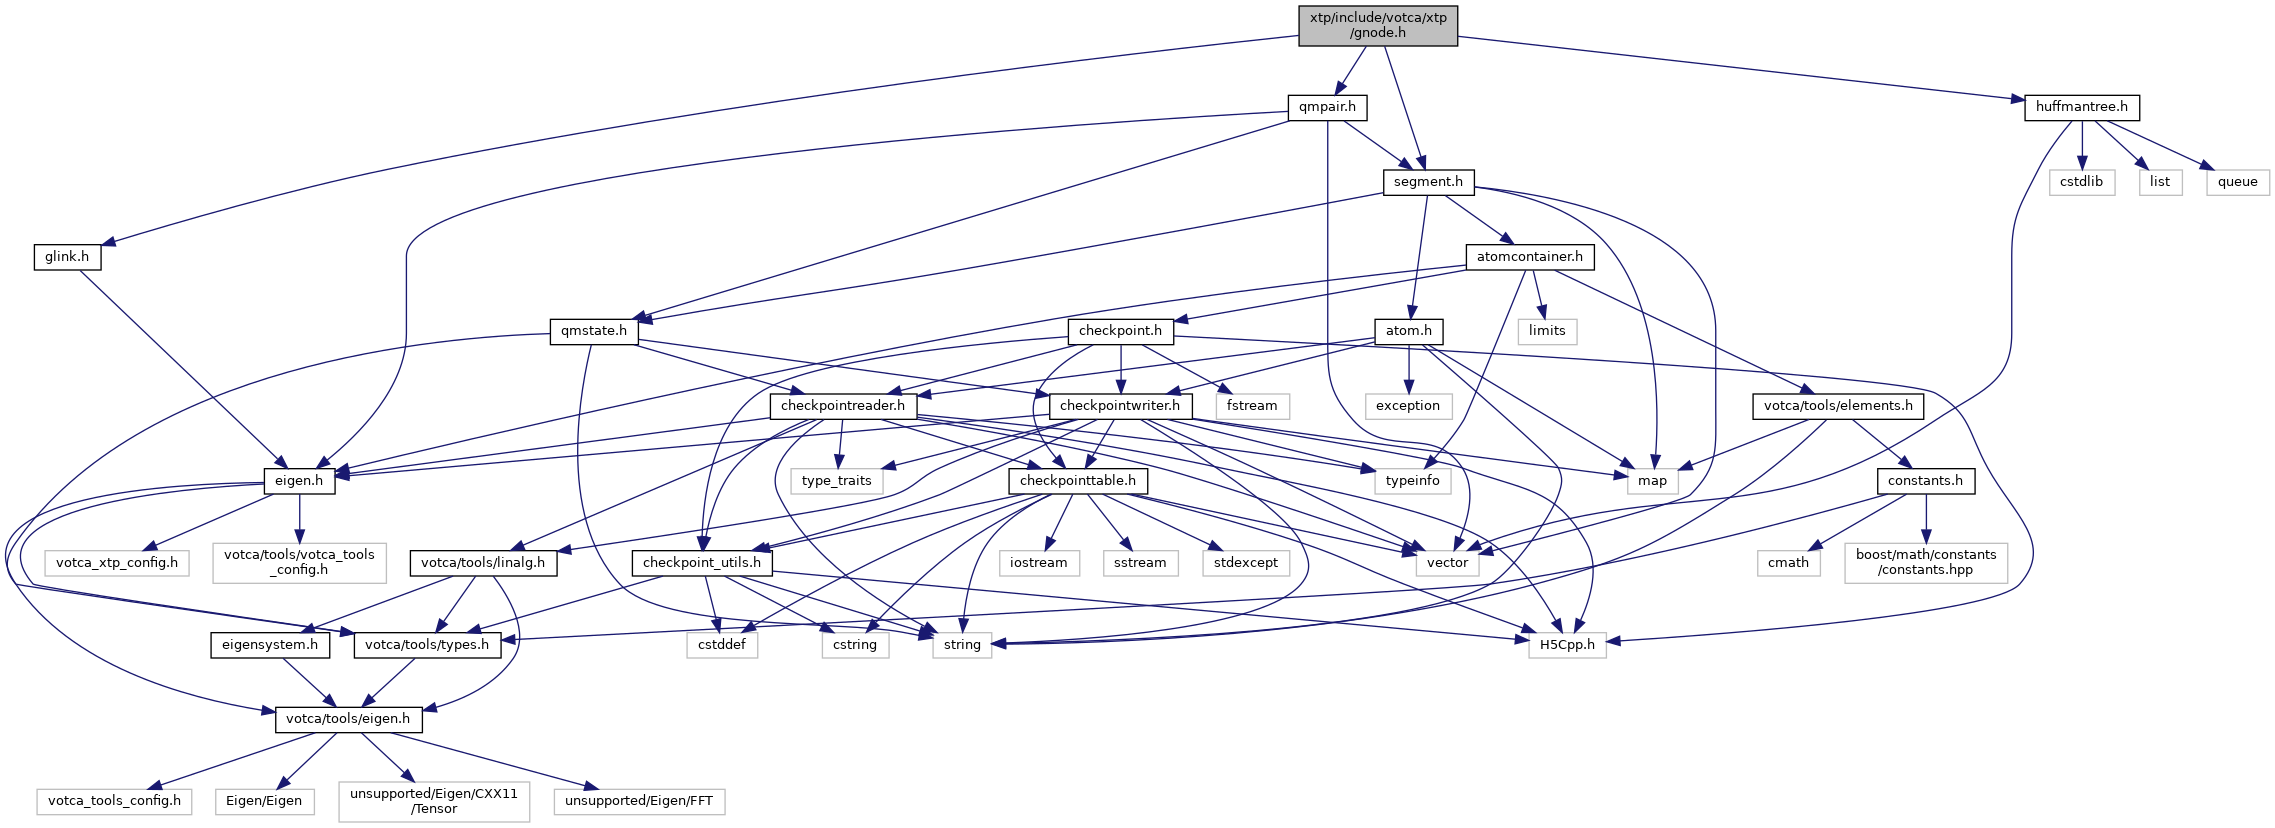 xtp/include/votca/xtp
/gnode.h
qmpair.h
huffmantree.h
segment.h
cstdlib
list
queue
glink.h
atomcontainer.h
qmstate.h
checkpoint.h
atom.h
limits
checkpointreader.h
checkpointwriter.h
fstream
exception
votca/tools/elements.h
eigen.h
type_traits
checkpointtable.h
typeinfo
map
constants.h
votca_xtp_config.h
votca/tools/votca_tools
_config.h
votca/tools/linalg.h
checkpoint_utils.h
iostream
sstream
stdexcept
vector
cmath
boost/math/constants
/constants.hpp
eigensystem.h
votca/tools/types.h
cstddef
cstring
string
H5Cpp.h
votca/tools/eigen.h
votca_tools_config.h
Eigen/Eigen
unsupported/Eigen/CXX11
/Tensor
unsupported/Eigen/FFT